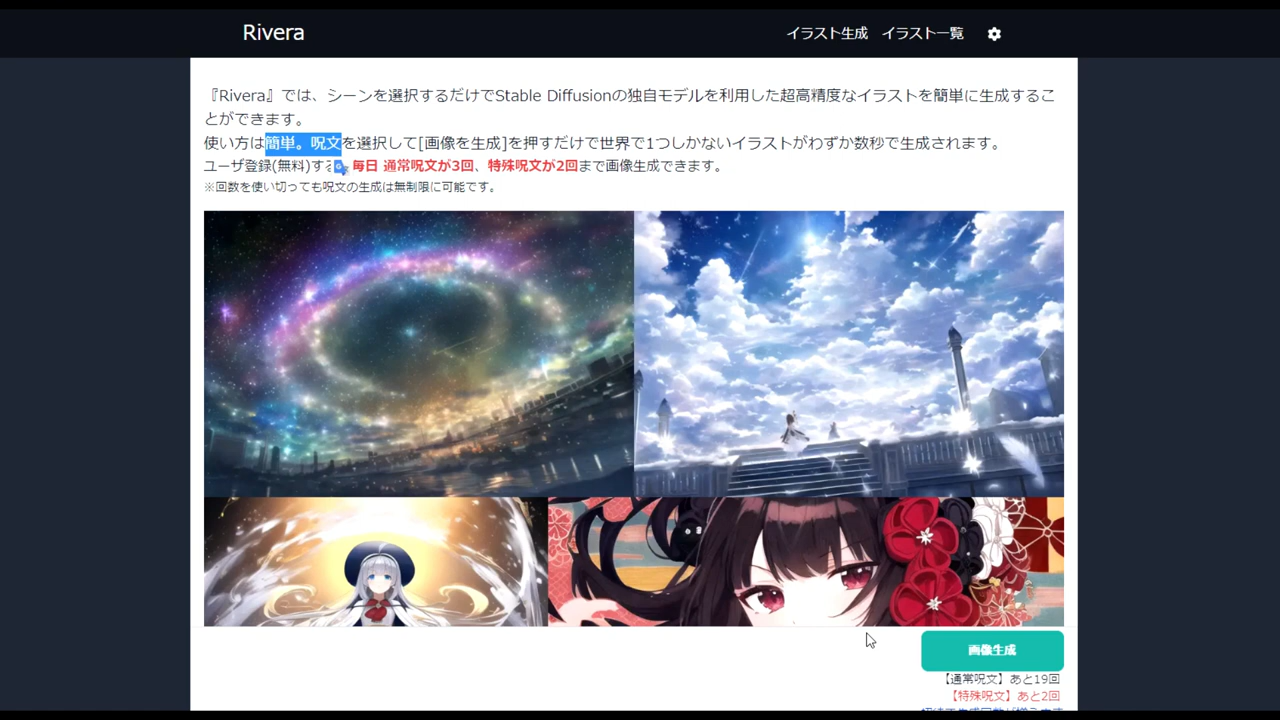 Rivera
イラスト生成 イラスト一覧
『Rivera』では、シーンを選択するだけでStable Diffusionの独自モデルを利用した超高精度なイラストを簡単に生成するこ
とができます。
使い方は簡単。呪文を選択して[画像を生成]を押すだけで世界で1つしかないイラストがわずか数秒で生成されます。
ユーザ登録(無料)する 毎日 通常呪文が3回、特殊呪文が2回まで画像生成できます。
※回数を使い切っても呪文の生成は無制限に可能です。
画像生成
【通常呪文】あと19回
【特殊呪文】あと2回